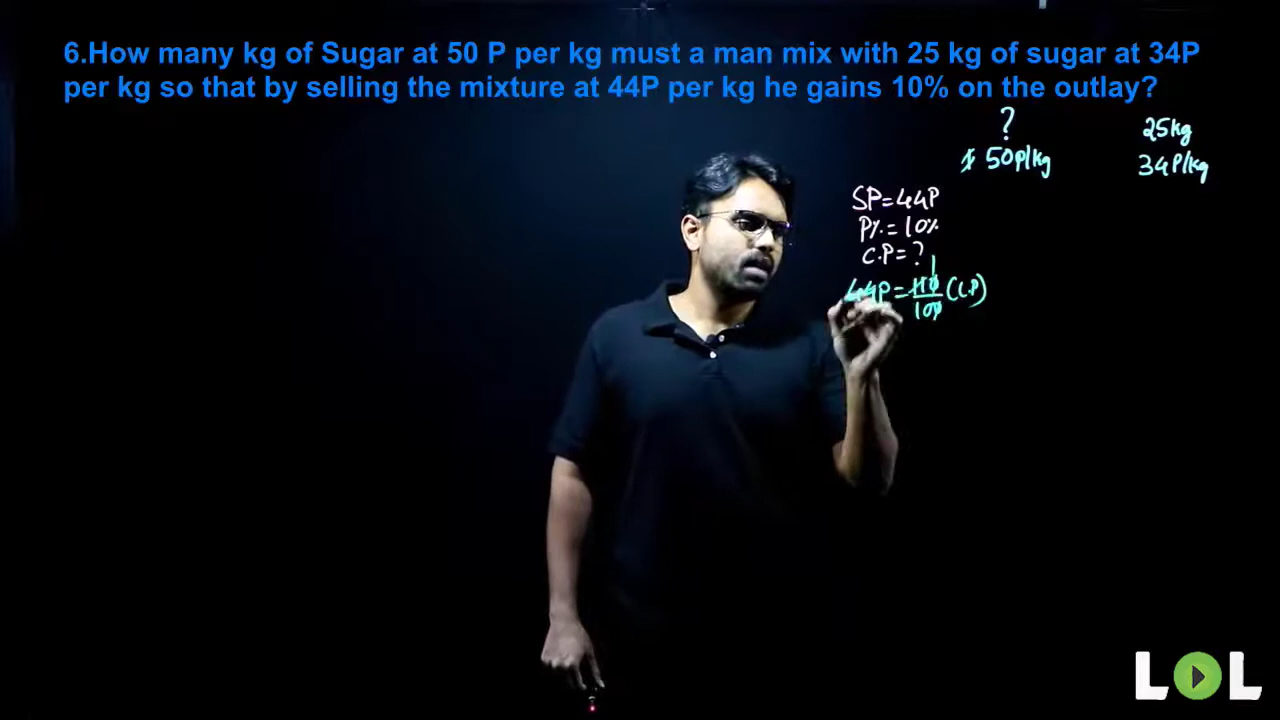 6.How many kg of Sugar at 50 P per kg must a man mix with 25 kg of sugar at 34P
per kg so that by selling the mixture at 44P per kg he gains 10% on the outlay?
? 25kg
50P/kg 34P/kg
SP=44P
P%.=10%
C.P=?
1
44P=110/100(C.P)
LOL